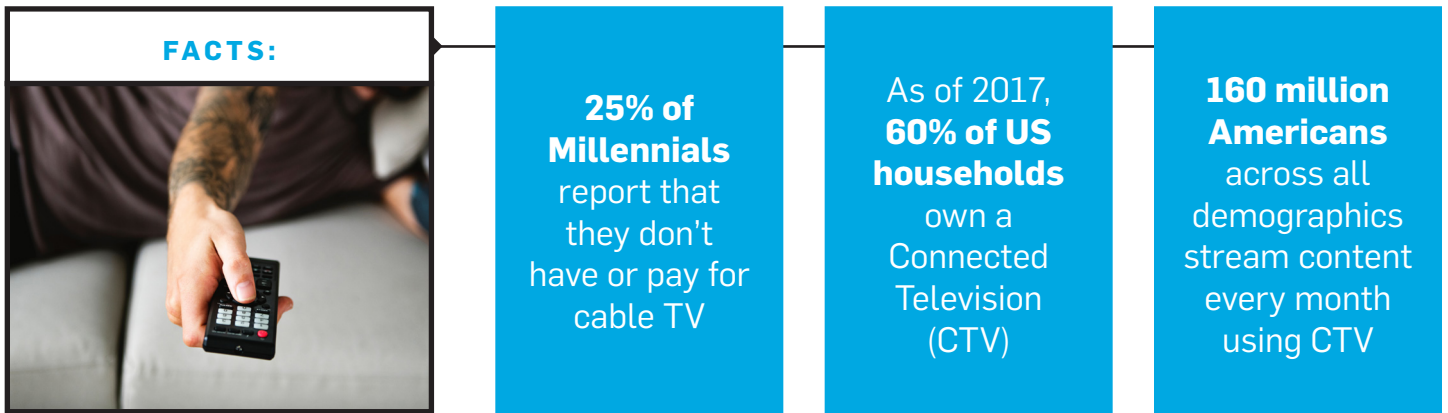 FACTS:
25% of
Millennials
report that
they don't
have or pay for
cable TV
As of 2017,
60% of US
households
own a
Connected
Television
(CTV)
160 million
Americans
across all
demographics
stream content
every month
using CTV